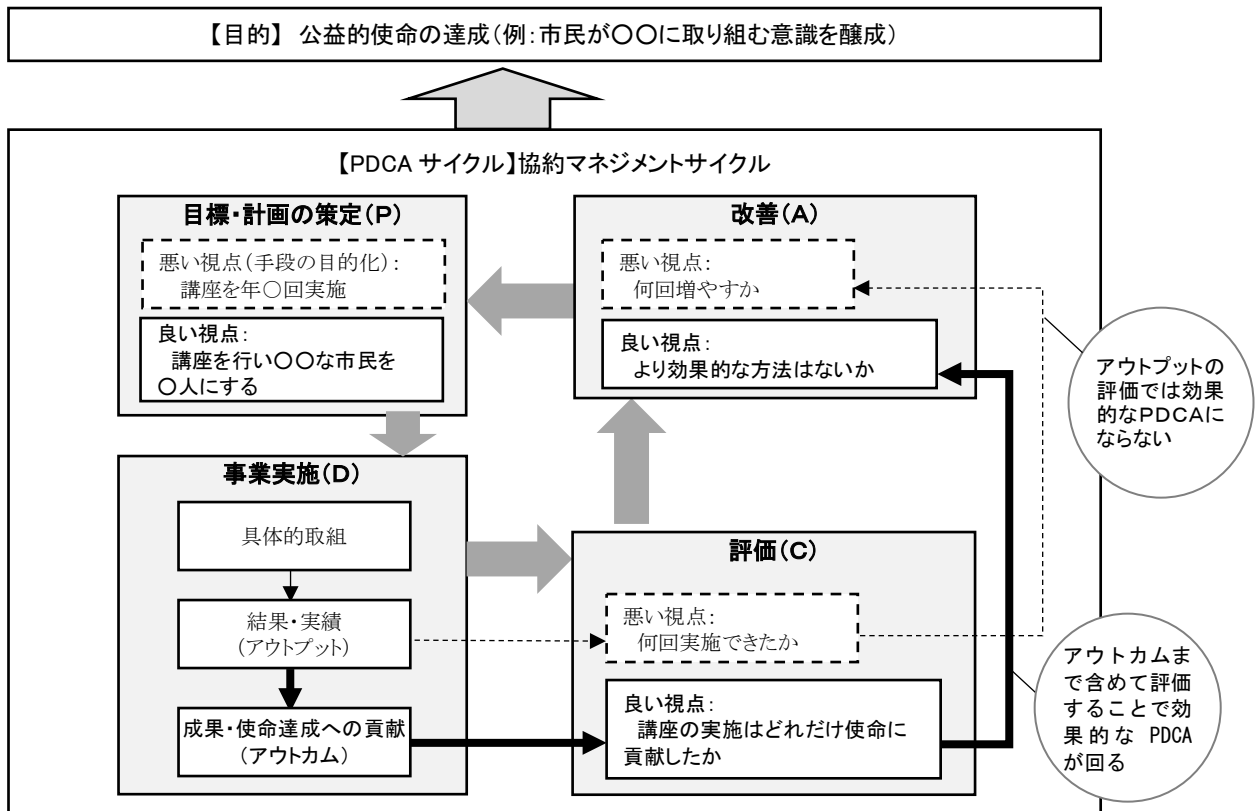 【目的】 公益的使命の達成(例:市民が〇〇に取り組む意識を醸成)
【PDCA サイクル】協約マネジメントサイクル
目標・計画の策定(P)
悪い視点(手段の目的化):
講座を年〇回実施
良い視点:
講座を行い〇〇な市民を
〇人にする
改善(A)
悪い視点:
何回増やすか
良い視点:
より効果的な方法はないか
アウトプットの
評価では効果
的なPDCAに
ならない
事業実施(D)
具体的取組
結果・実績
(アウトプット)
成果・使命達成への貢献
(アウトカム)
評価(C)
悪い視点:
何回実施できたか
良い視点:
講座の実施はどれだけ使命に
貢献したか
アウトカムま
で含めて評価
することで効
果的な PDCA
が回る